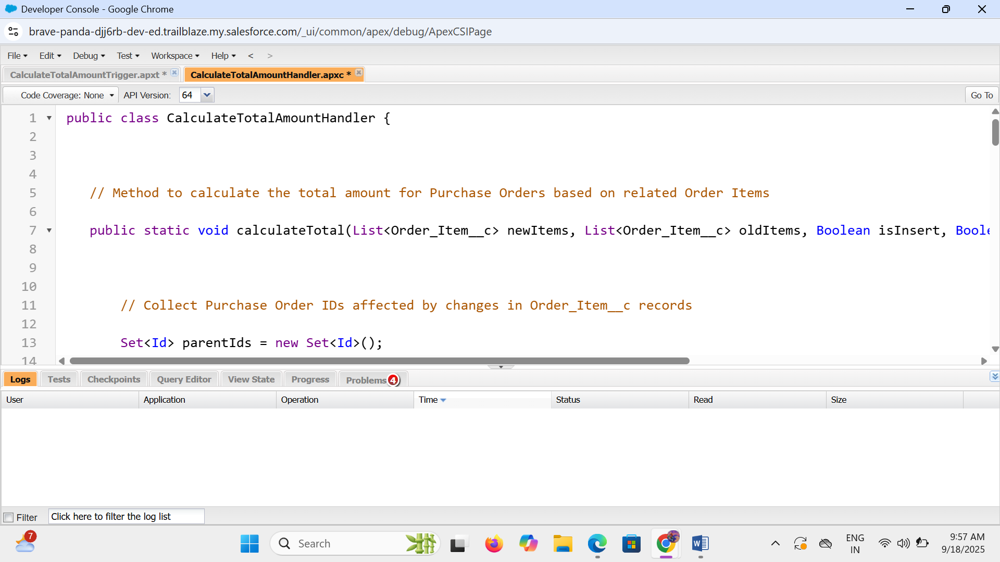 Developer Console - Google Chrome
brave-panda-djj6rb-dev-ed.trailblaze.my.salesforce.com/_ui/common/apex/debug/ApexCSIPage
File Edit Debug Test Workspace Help < >
CalculateTotalAmountTrigger.apxt * CalculateTotalAmountHandler.apxc *
Code Coverage: None API Version: 64 Go To
1 public class CalculateTotalAmountHandler {
2
3
4
5 // Method to calculate the total amount for Purchase Orders based on related Order Items
6
7 public static void calculateTotal(List<Order_Item__c> newItems, List<Order_Item__c> oldItems, Boolean isInsert, Boole
8
9
10
11 // Collect Purchase Order IDs affected by changes in Order_Item__c records
12
13 Set<Id> parentIds = new Set<Id>();
14
Logs Tests Checkpoints Query Editor View State Progress Problems 4
User Application Operation Time Status Read Size
Filter Click here to filter the log list
7 Search ENG IN 9:57 AM
9/18/2025